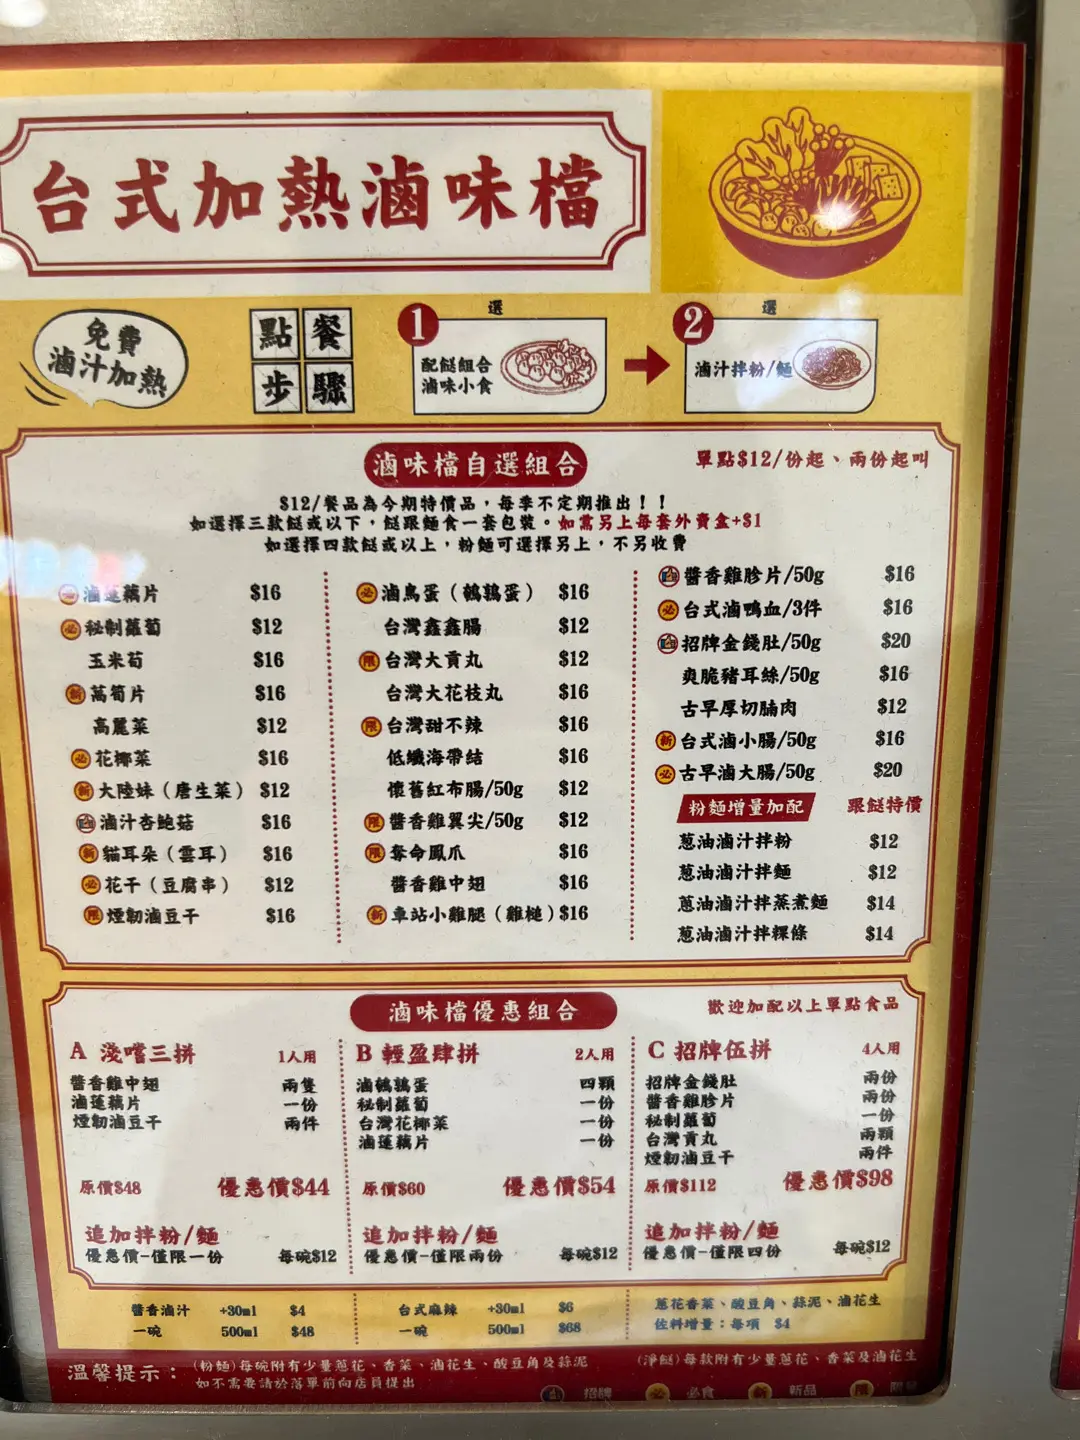 台式加熱滷味檔
免費
滷汁加熱
點餐
步驟
1 選
配餸組合
滷味小食
2 選
滷汁拌粉/麵
滷味檔自選組合
單點$12/份起、兩份起叫
$12/餐品為今期特價品,每季不定期推出!!
如選擇三款餸或以下,餸跟麵食一套包裝。如需另上每套外賣盒+$1
如選擇四款餸或以上,粉麵可選擇另上,不另收費
必 滷蓮藕片 $16
必 秘制蘿蔔 $12
玉米荀 $16
新 萵筍片 $16
高麗菜 $12
必 花椰菜 $16
新 大陸妹(唐生菜) $12
滷汁杏鮑菇 $16
新 貓耳朵(雲耳) $16
必 花干(豆腐串) $12
限 煙韌滷豆干 $16
必 滷鳥蛋(鵪鶉蛋) $16
台灣鑫鑫腸 $12
限 台灣大貢丸 $12
台灣大花枝丸 $16
限 台灣甜不辣 $16
低纖海帶結 $16
懷舊紅布腸/50g $12
限 醬香雞翼尖/50g $12
限 奪命鳳爪 $16
醬香雞中翅 $16
新 車站小雞腿(雞槌) $16
醬香雞胗片/50g $16
必 台式滷鴨血/3件 $16
招牌金錢肚/50g $20
爽脆豬耳絲/50g $16
古早厚切腩肉 $12
新 台式滷小腸/50g $16
必 古早滷大腸/50g $20
粉麵增量加配 跟餸特價
蔥油滷汁拌粉 $12
蔥油滷汁拌麵 $12
蔥油滷汁拌蒸煮麵 $14
蔥油滷汁拌粿條 $14
滷味檔優惠組合
歡迎加配以上單點食品
A 淺嚐三拼 1人用
醬香雞中翅 兩隻
滷蓮藕片 一份
煙韌滷豆干 兩件
原價$48 優惠價$44
追加拌粉/麵
優惠價-僅限一份 每碗$12
B 輕盈肆拼 2人用
滷鵪鶉蛋 四顆
秘制蘿蔔 一份
台灣花椰菜 一份
滷蓮藕片 一份
原價$60 優惠價$54
追加拌粉/麵
優惠價-僅限兩份 每碗$12
C 招牌伍拼 4人用
招牌金錢肚 兩份
醬香雞胗片 兩份
秘制蘿蔔 一份
台灣貢丸 兩顆
煙韌滷豆干 兩件
原價$112 優惠價$98
追加拌粉/麵
優惠價-僅限四份 每碗$12
醬香滷汁 +30ml $4
一碗 500ml $48
台式麻辣 +30ml $6
一碗 500ml $68
蔥花香菜、酸豆角、蒜泥、滷花生
佐料增量:每項 $4
溫馨提示:(粉麵)每碗附有少量蔥花、香菜、滷花生、酸豆角及蒜泥
如不需要請於落單前向店員提出
(淨餸)每款附有少量蔥花、香菜及滷花生
招牌 必 必食 新 新品 限